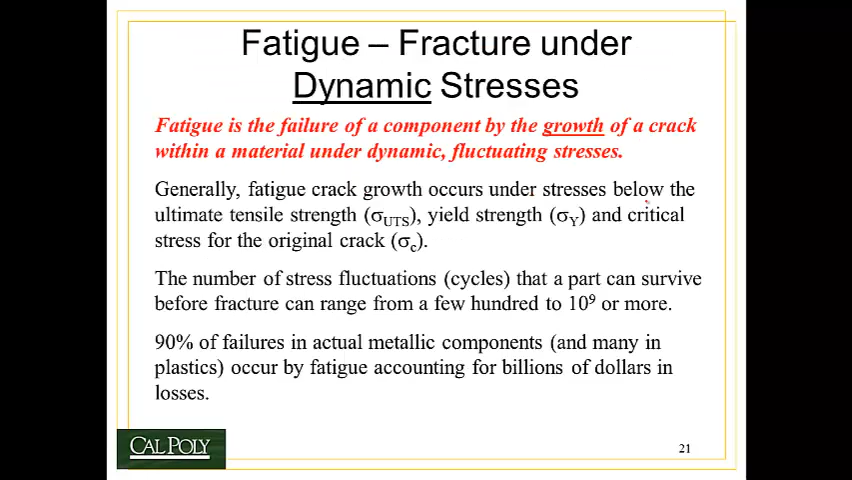 Fatigue – Fracture under
Dynamic Stresses
Fatigue is the failure of a component by the growth of a crack
within a material under dynamic, fluctuating stresses.
Generally, fatigue crack growth occurs under stresses below the
ultimate tensile strength (σUTS), yield strength (σY) and critical
stress for the original crack (σc).
The number of stress fluctuations (cycles) that a part can survive
before fracture can range from a few hundred to 10⁹ or more.
90% of failures in actual metallic components (and many in
plastics) occur by fatigue accounting for billions of dollars in
losses.
CAL POLY
21